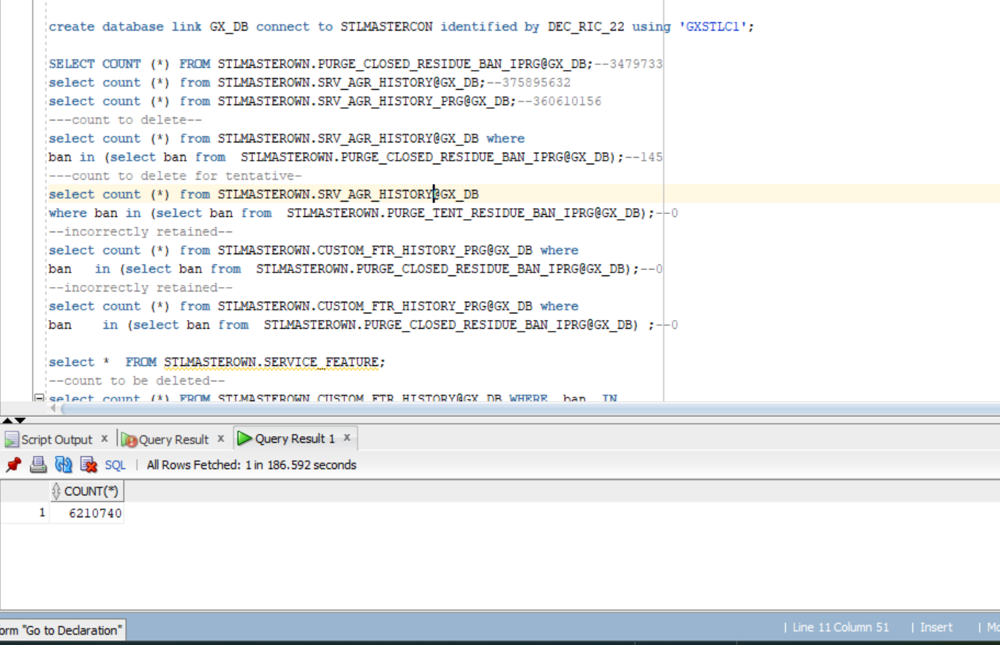 create database link GX_DB connect to STLMASTERCON identified by DEC_RIC_22 using 'GXSTLC1';
SELECT COUNT (*) FROM STLMASTEROWN.PURGE_CLOSED_RESIDUE_BAN_IPRG@GX_DB;--3479733
select count (*) from STLMASTEROWN.SRV_AGR_HISTORY@GX_DB;--375895632
select count (*) from STLMASTEROWN.SRV_AGR_HISTORY_PRG@GX_DB;--360610156
---count to delete--
select count (*) from STLMASTEROWN.SRV_AGR_HISTORY@GX_DB where
ban in (select ban from  STLMASTEROWN.PURGE_CLOSED_RESIDUE_BAN_IPRG@GX_DB);--145
---count to delete for tentative-
select count (*) from STLMASTEROWN.SRV_AGR_HISTORY@GX_DB
where ban in (select ban from  STLMASTEROWN.PURGE_TENT_RESIDUE_BAN_IPRG@GX_DB);--0
--incorrectly retained--
select count (*) from STLMASTEROWN.CUSTOM_FTR_HISTORY_PRG@GX_DB where
ban   in (select ban from  STLMASTEROWN.PURGE_CLOSED_RESIDUE_BAN_IPRG@GX_DB);--0
--incorrectly retained--
select count (*) from STLMASTEROWN.CUSTOM_FTR_HISTORY_PRG@GX_DB where
ban    in (select ban from  STLMASTEROWN.PURGE_CLOSED_RESIDUE_BAN_IPRG@GX_DB) ;--0
select *  FROM STLMASTEROWN.SERVICE_FEATURE;
--count to be deleted--
select count (*) FROM STLMASTEROWN.CUSTOM_FTR_HISTORY@GX_DB WHERE  ban  IN
Script Output x Query Result x Query Result 1 x
SQL | All Rows Fetched: 1 in 186.592 seconds
COUNT(*)
1 6210740
orm "Go to Declaration" | Line 11 Column 51 | Insert |